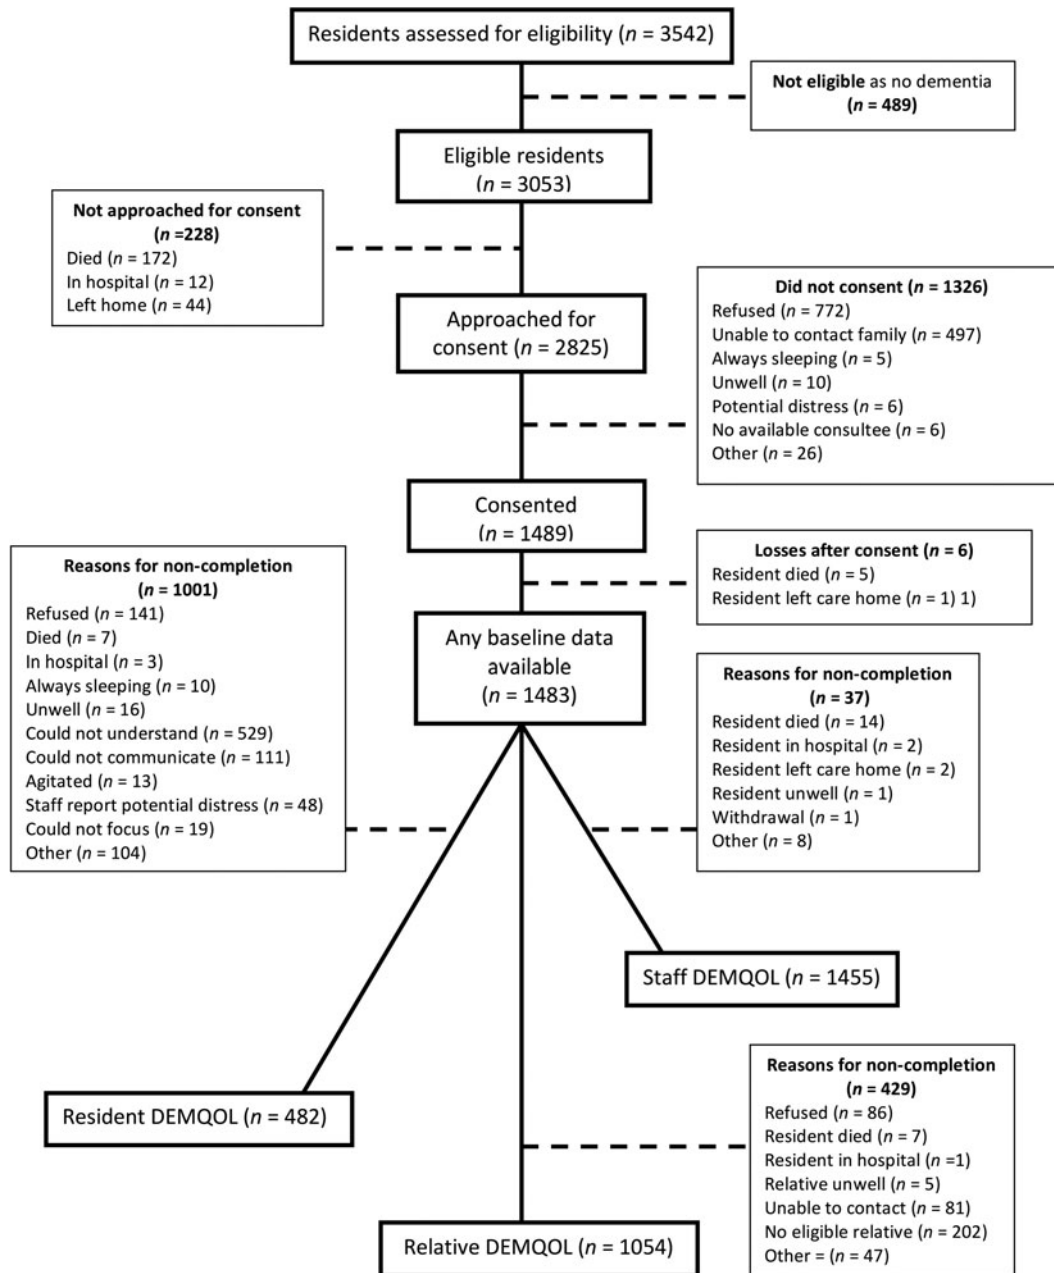 Residents assessed for eligibility (n = 3542)
Not eligible as no dementia
(n = 489)
Eligible residents
(n = 3053)
Not approached for consent
(n =228)
Died (n = 172)
In hospital (n = 12)
Left home (n = 44)
Approached for
consent (n = 2825)
Did not consent (n = 1326)
Refused (n = 772)
Unable to contact family (n = 497)
Always sleeping (n = 5)
Unwell (n = 10)
Potential distress (n = 6)
No available consultee (n = 6)
Other (n = 26)
Consented
(n = 1489)
Losses after consent (n = 6)
Resident died (n = 5)
Resident left care home (n = 1) 1)
Reasons for non-completion
(n = 1001)
Refused (n = 141)
Died (n = 7)
In hospital (n = 3)
Always sleeping (n = 10)
Unwell (n = 16)
Could not understand (n = 529)
Could not communicate (n = 111)
Agitated (n = 13)
Staff report potential distress (n = 48)
Could not focus (n = 19)
Other (n = 104)
Any baseline data
available
(n = 1483)
Reasons for non-completion
(n = 37)
Resident died (n = 14)
Resident in hospital (n = 2)
Resident left care home (n = 2)
Resident unwell (n = 1)
Withdrawal (n = 1)
Other (n = 8)
Staff DEMQOL (n = 1455)
Resident DEMQOL (n = 482)
Reasons for non-completion
(n = 429)
Refused (n = 86)
Resident died (n = 7)
Resident in hospital (n =1)
Relative unwell (n = 5)
Unable to contact (n = 81)
No eligible relative (n = 202)
Other = (n = 47)
Relative DEMQOL (n = 1054)